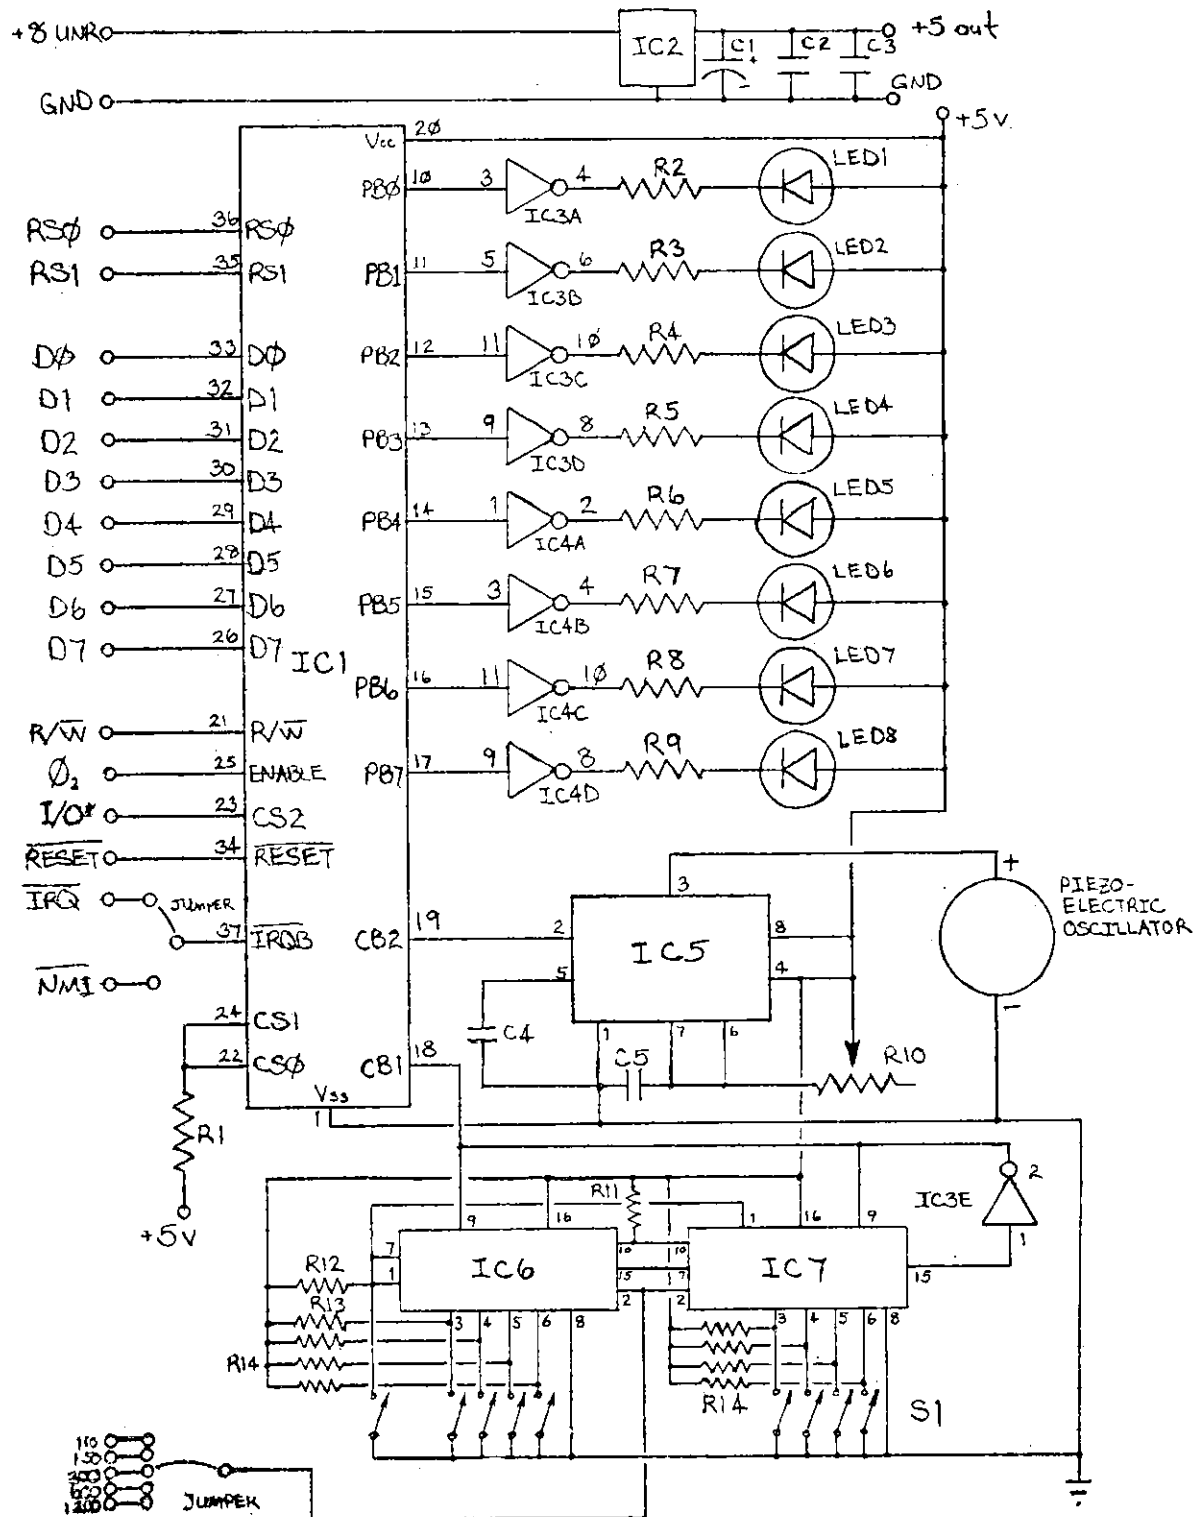 +8 UNR
IC2
C1
+
-
C2
C3
+5 out
GND
GND
+5 v.
Vcc 20
PBØ 1Ø 3 4 R2 LED1
IC3A
RSØ 36 RSØ
RS1 35 RS1
PB1 11 5 6 R3 LED2
IC3B
DØ 33 DØ
PB2 12 11 1Ø R4 LED3
IC3C
D1 32 D1
D2 31 D2
PB3 13 9 8 R5 LED4
IC3D
D3 30 D3
D4 29 D4
PB4 14 1 2 R6 LED5
IC4A
D5 28 D5
D6 27 D6
PB5 15 3 4 R7 LED6
IC4B
D7 26 D7
IC1
PB6 16 11 1Ø R8 LED7
IC4C
R/W̅ 21 R/W̅
PB7 17 9 8 R9 LED8
IC4D
Ø₂ 25 ENABLE
I/O* 23 CS2
RESET 34 RESET
IRQ JUMPER
37 IRQB
NMI
CB2 19 2
IC5
3
8
4
5
1
7
6
+
-
PIEZO-
ELECTRIC
OSCILLATOR
C4
C5
R10
24 CS1
22 CSØ
CB1 18
Vss
1
R1
+5 v
R11
IC3E
2
1
7
1
9
16
IC6
10
15
2
3
4
5
6
8
10
7
2
1
16
9
IC7
15
3
4
5
6
8
R12
R13
R14
R14
S1
110
150
300
600
1200
JUMPER